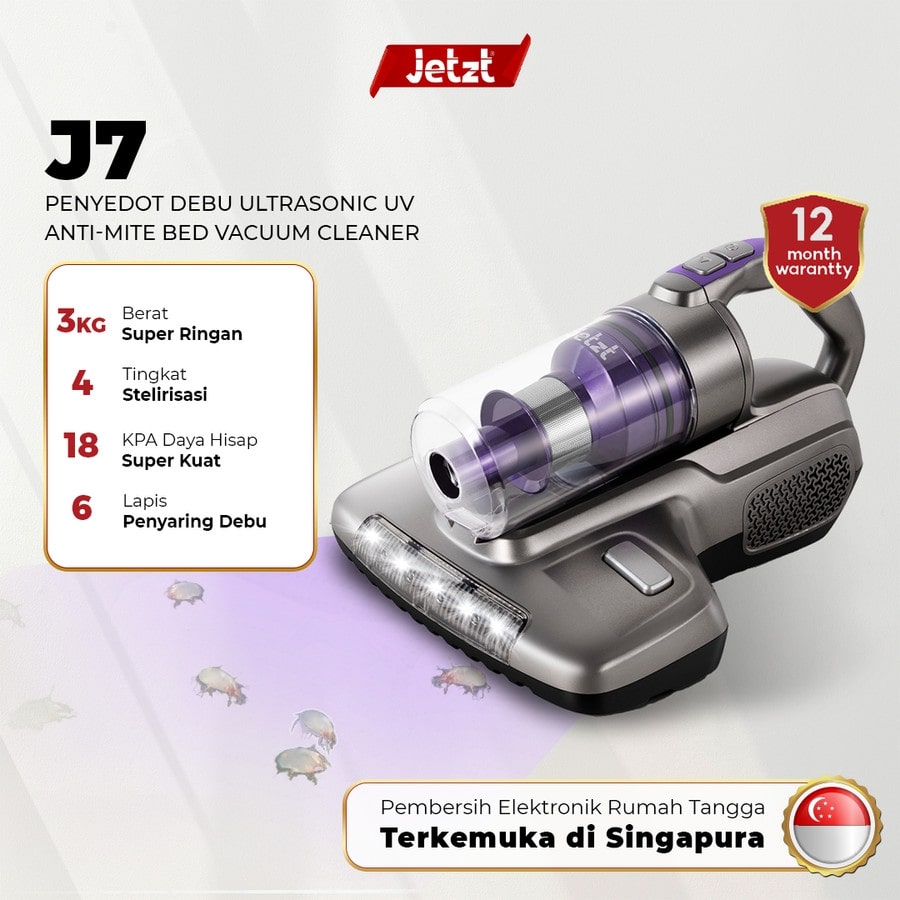 Jetzt
J7
PENYEDOT DEBU ULTRASONIC UV
ANTI-MITE BED VACUUM CLEANER
12
month
warantty
3KG Berat
Super Ringan
4 Tingkat
Stelirisasi
18 KPA Daya Hisap
Super Kuat
6 Lapis
Penyaring Debu
Jetzt
Pembersih Elektronik Rumah Tangga
Terkemuka di Singapura